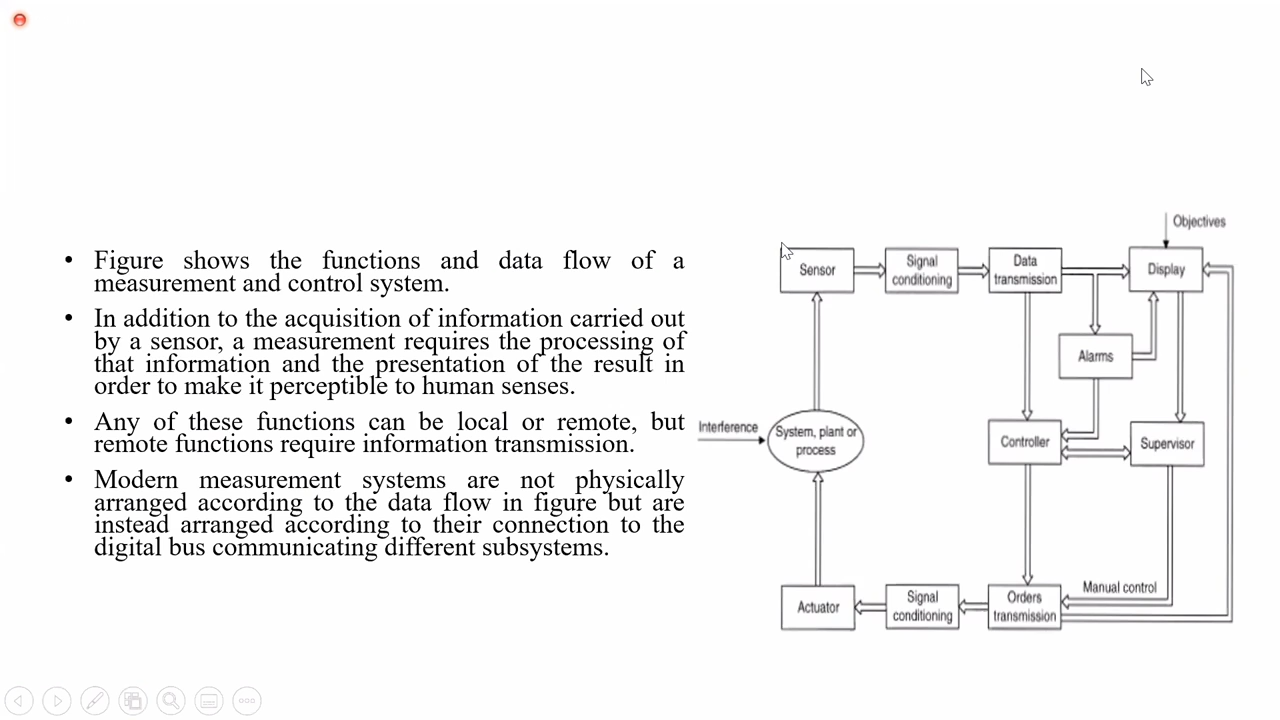 • Figure shows the functions and data flow of a
measurement and control system.
• In addition to the acquisition of information carried out
by a sensor, a measurement requires the processing of
that information and the presentation of the result in
order to make it perceptible to human senses.
• Any of these functions can be local or remote, but
remote functions require information transmission.
• Modern measurement systems are not physically
arranged according to the data flow in figure but are
instead arranged according to their connection to the
digital bus communicating different subsystems.
Objectives
Sensor
Signal
conditioning
Data
transmission
Display
Alarms
Interference
System, plant or
process
Controller
Supervisor
Manual control
Actuator
Signal
conditioning
Orders
transmission